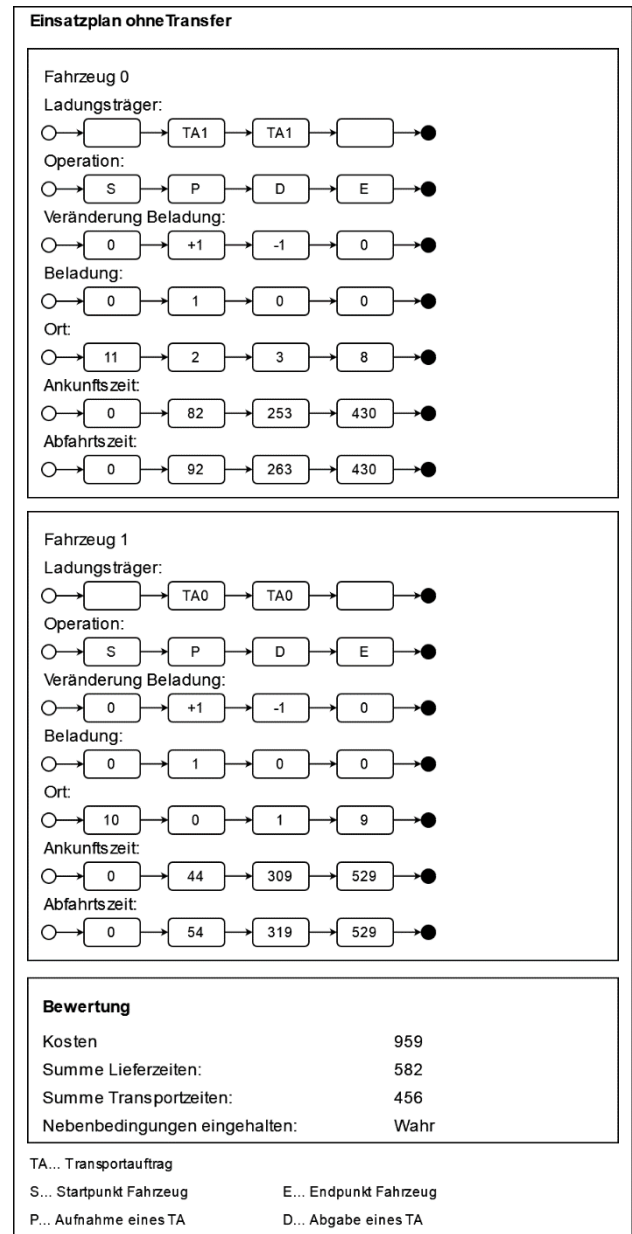 Einsatzplan ohne Transfer
Fahrzeug 0
Ladungsträger:
TA1 TA1
Operation:
S P D E
Veränderung Beladung:
0 +1 -1 0
Beladung:
0 1 0 0
Ort:
11 2 3 8
Ankunftszeit:
0 82 253 430
Abfahrtszeit:
0 92 263 430
Fahrzeug 1
Ladungsträger:
TA0 TA0
Operation:
S P D E
Veränderung Beladung:
0 +1 -1 0
Beladung:
0 1 0 0
Ort:
10 0 1 9
Ankunftszeit:
0 44 309 529
Abfahrtszeit:
0 54 319 529
Bewertung
Kosten 959
Summe Lieferzeiten: 582
Summe Transportzeiten: 456
Nebenbedingungen eingehalten: Wahr
TA... Transportauftrag
S... Startpunkt Fahrzeug E... Endpunkt Fahrzeug
P... Aufnahme eines TA D... Abgabe eines TA